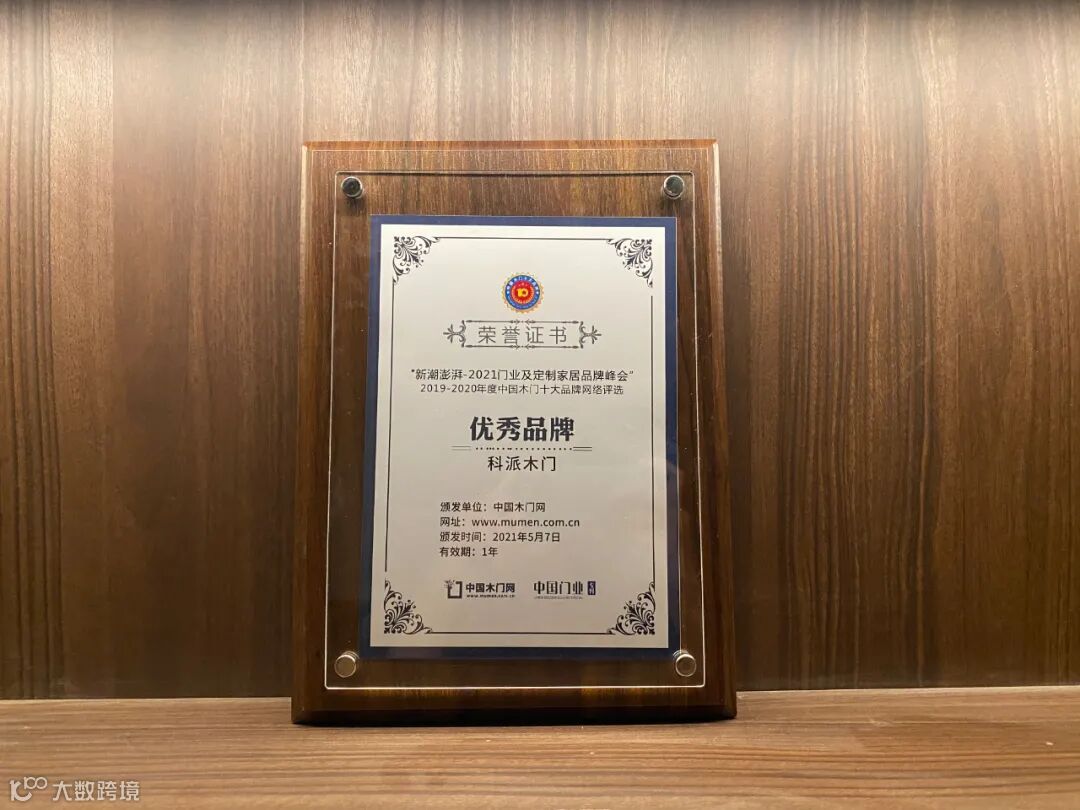 荣誉证书
“新潮澎湃-2021门业及定制家居品牌峰会”
2019-2020年度中国木门十大品牌网络评选
优秀品牌
科派木门
颁发单位：中国木门网
网址：www.mumen.com.cn
颁发时间：2021年5月7日
有效期：1年
中国木门网
www.mumen.com.cn
中国门业
大数跨境